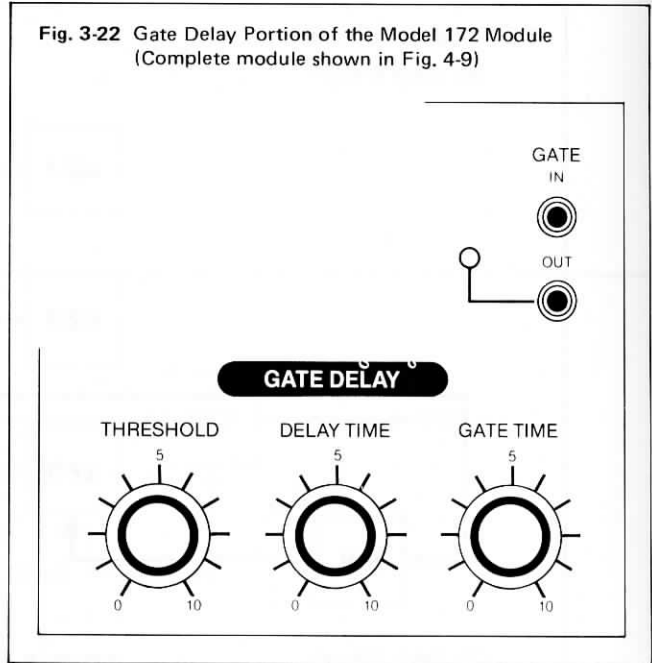 Fig. 3-22 Gate Delay Portion of the Model 172 Module
(Complete module shown in Fig. 4-9)
GATE
IN
OUT
GATE DELAY
THRESHOLD DELAY TIME GATE TIME
5 5 5
0 10 0 10 0 10